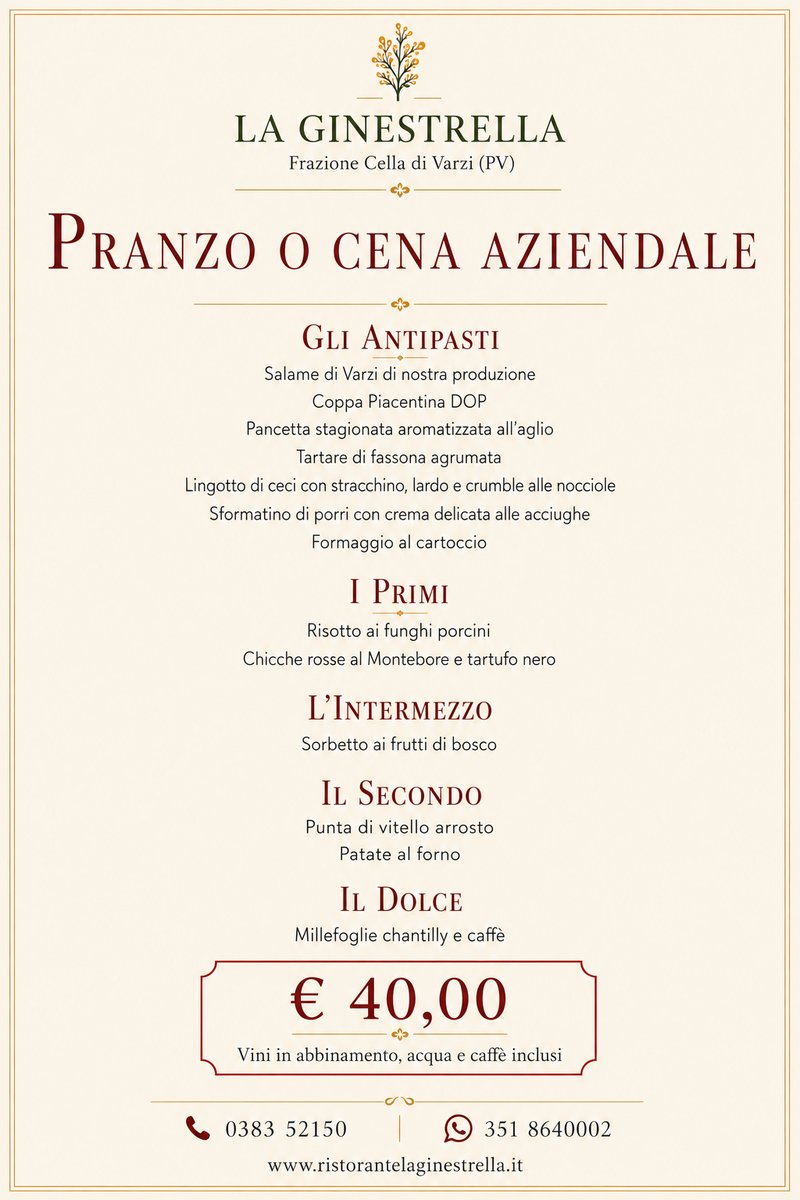 LA GINESTRELLA
Frazione Cella di Varzi (PV)
PRANZO O CENA AZIENDALE
GLI ANTIPASTI
Salame di Varzi di nostra produzione
Coppa Piacentina DOP
Pancetta stagionata aromatizzata all'aglio
Tartare di fassona agrumata
Lingotto di ceci con stracchino, lardo e crumble alle nocciole
Sformatino di porri con crema delicata alle acciughe
Formaggio al cartoccio
I PRIMI
Risotto ai funghi porcini
Chicche rosse al Montebore e tartufo nero
L'INTERMEZZO
Sorbetto ai frutti di bosco
IL SECONDO
Punta di vitello arrosto
Patate al forno
IL DOLCE
Millefoglie chantilly e caffè
€ 40,00
Vini in abbinamento, acqua e caffè inclusi
0383 52150
351 8640002
www.ristorantelaginestrella.it